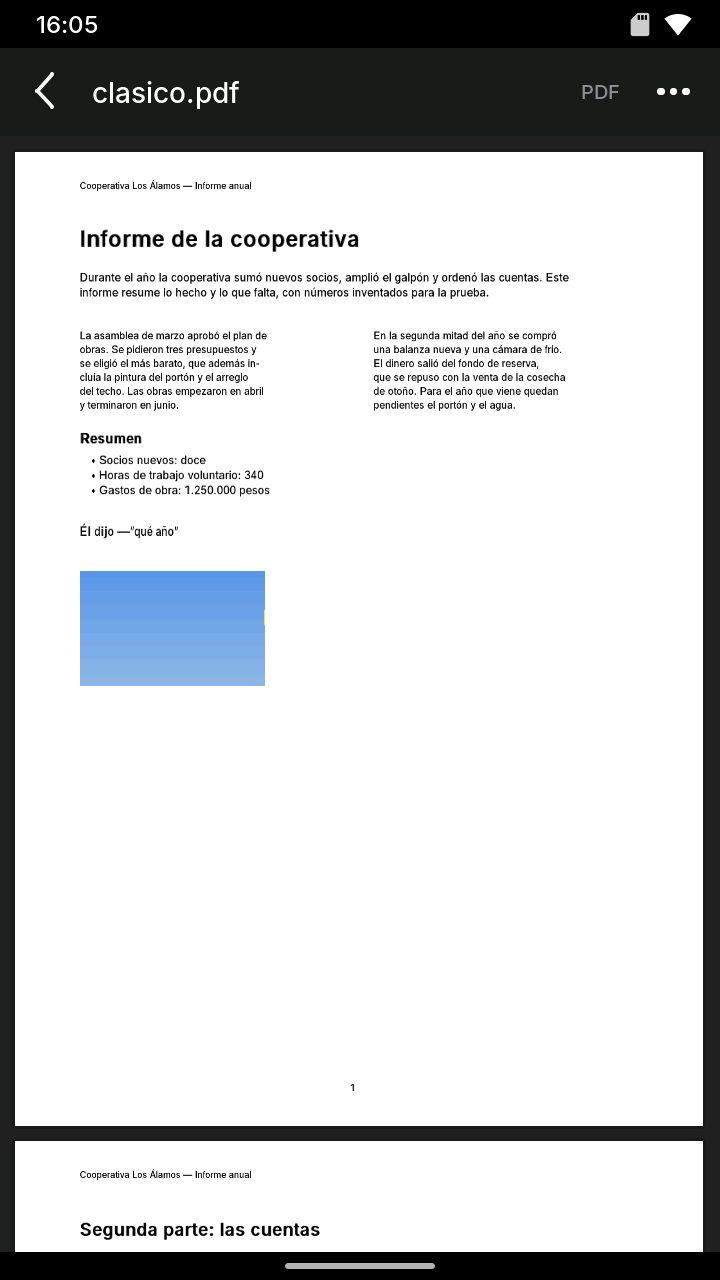 16:05
clasico.pdf
PDF
Cooperativa Los Álamos — Informe anual
Informe de la cooperativa
Durante el año la cooperativa sumó nuevos socios, amplió el galpón y ordenó las cuentas. Este
informe resume lo hecho y lo que falta, con números inventados para la prueba.
La asamblea de marzo aprobó el plan de
obras. Se pidieron tres presupuestos y
se eligió el más barato, que además in-
cluía la pintura del portón y el arreglo
del techo. Las obras empezaron en abril
y terminaron en junio.
En la segunda mitad del año se compró
una balanza nueva y una cámara de frío.
El dinero salió del fondo de reserva,
que se repuso con la venta de la cosecha
de otoño. Para el año que viene quedan
pendientes el portón y el agua.
Resumen
• Socios nuevos: doce
• Horas de trabajo voluntario: 340
• Gastos de obra: 1.250.000 pesos
Él dijo —“qué año”
1
Cooperativa Los Álamos — Informe anual
Segunda parte: las cuentas